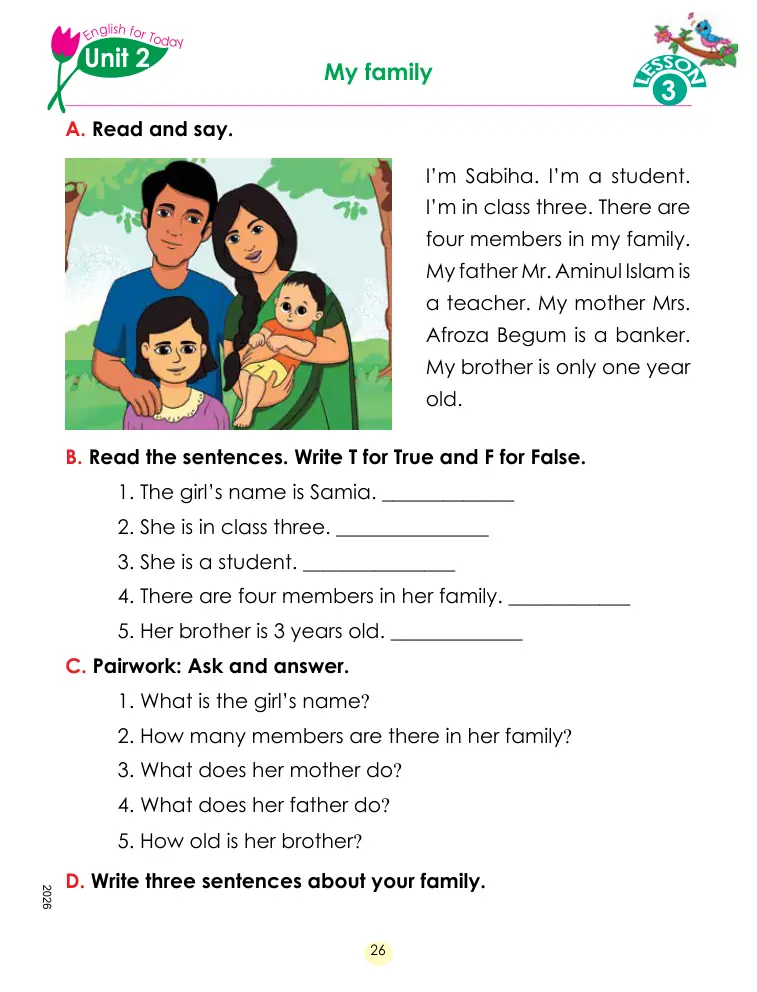 English for Today
Unit 2
My family
LESSON
3
A. Read and say.
I'm Sabiha. I'm a student.
I'm in class three. There are
four members in my family.
My father Mr. Aminul Islam is
a teacher. My mother Mrs.
Afroza Begum is a banker.
My brother is only one year
old.
B. Read the sentences. Write T for True and F for False.
1. The girl's name is Samia. _____________
2. She is in class three. _______________
3. She is a student. _______________
4. There are four members in her family. ____________
5. Her brother is 3 years old. _____________
C. Pairwork: Ask and answer.
1. What is the girl's name?
2. How many members are there in her family?
3. What does her mother do?
4. What does her father do?
5. How old is her brother?
D. Write three sentences about your family.
2026
26